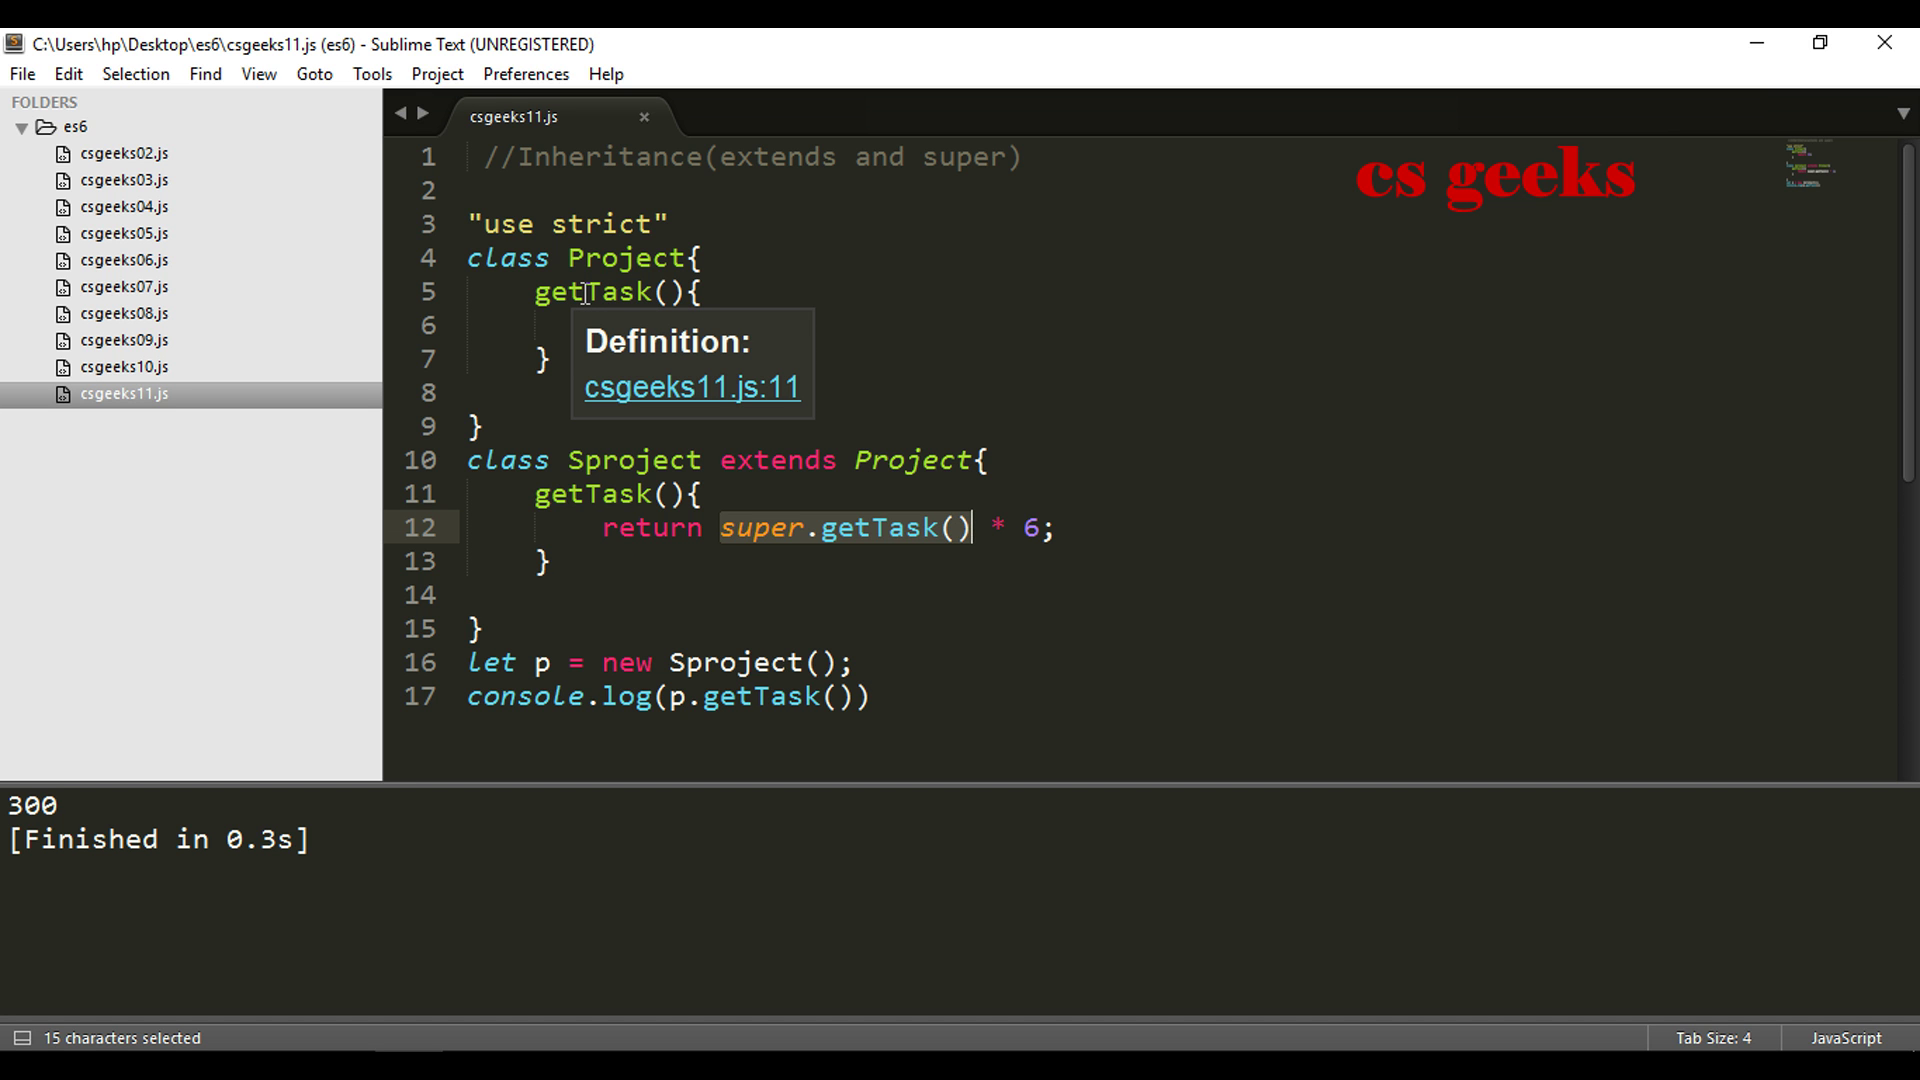 C:\Users\hp\Desktop\es6\csgeeks11.js (es6) - Sublime Text (UNREGISTERED)
File Edit Selection Find View Goto Tools Project Preferences Help
FOLDERS
es6
csgeeks02.js
csgeeks03.js
csgeeks04.js
csgeeks05.js
csgeeks06.js
csgeeks07.js
csgeeks08.js
csgeeks09.js
csgeeks10.js
csgeeks11.js
csgeeks11.js
cs geeks
1 //Inheritance(extends and super)
2
3 "use strict"
4 class Project{
5 getTask(){
6
7 }
8
9 }
Definition:
csgeeks11.js:11
10 class Sproject extends Project{
11 getTask(){
12 return super.getTask() * 6;
13 }
14
15 }
16 let p = new Sproject();
17 console.log(p.getTask())
300
[Finished in 0.3s]
15 characters selected
Tab Size: 4
JavaScript